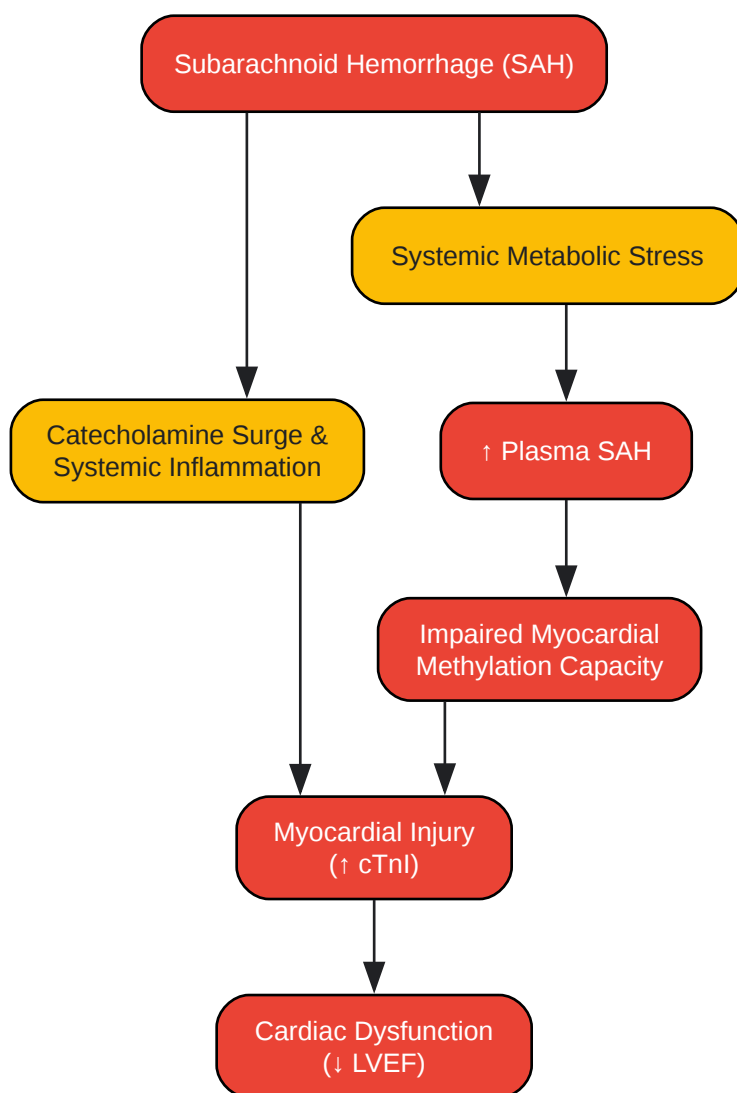 Subarachnoid Hemorrhage (SAH)
Systemic Metabolic Stress
Catecholamine Surge &
Systemic Inflammation
↑ Plasma SAH
Impaired Myocardial
Methylation Capacity
Myocardial Injury
(↑ cTnI)
Cardiac Dysfunction
(↓ LVEF)